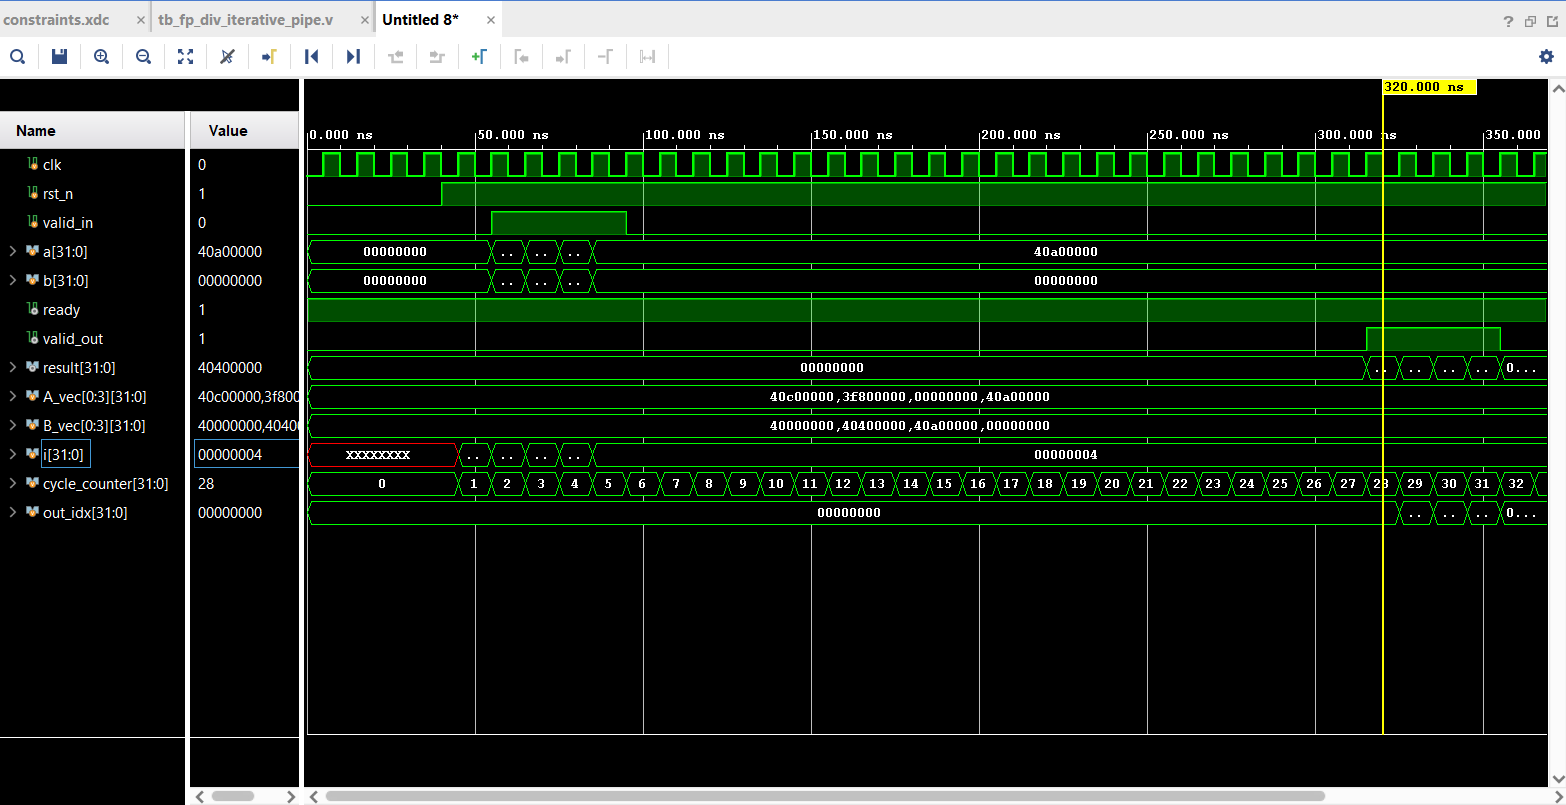 constraints.xdc × tb_fp_div_iterative_pipe.v × Untitled 8* × ?
320.000 ns
Name Value
0.000 ns 50.000 ns 100.000 ns 150.000 ns 200.000 ns 250.000 ns 300.000 ns 350.000
clk 0
rst_n 1
valid_in 0
a[31:0] 40a00000 00000000 .. .. .. 40a00000
b[31:0] 00000000 00000000 .. .. .. 00000000
ready 1
valid_out 1
result[31:0] 40400000 00000000 .. .. .. .. 0...
A_vec[0:3][31:0] 40c00000,3f800 40c00000,3f800000,00000000,40a00000
B_vec[0:3][31:0] 40000000,40400 40000000,40400000,40a00000,00000000
i[31:0] 00000004 XXXXXXXX .. .. .. .. 00000004
cycle_counter[31:0] 28 0 1 2 3 4 5 6 7 8 9 10 11 12 13 14 15 16 17 18 19 20 21 22 23 24 25 26 27 28 29 30 31 32
out_idx[31:0] 00000000 00000000 .. .. .. 0...